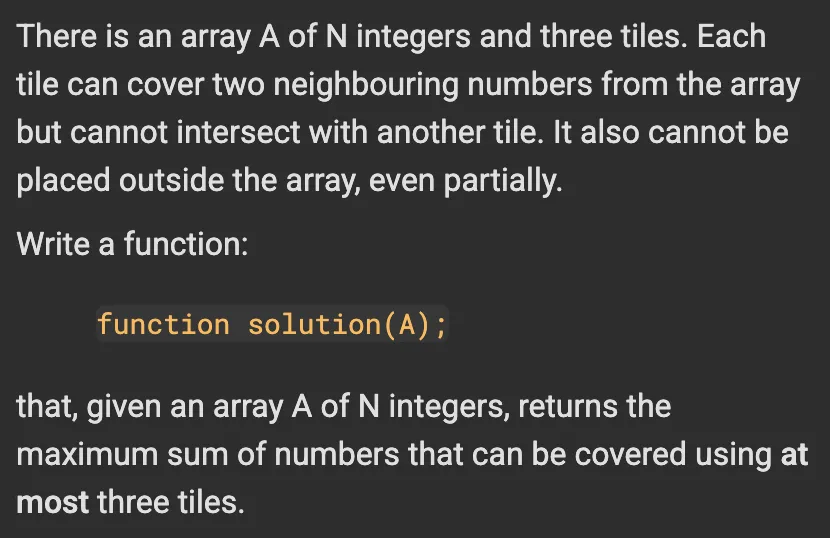 There is an array A of N integers and three tiles. Each
tile can cover two neighbouring numbers from the array
but cannot intersect with another tile. It also cannot be
placed outside the array, even partially.
Write a function:
function solution(A);
that, given an array A of N integers, returns the
maximum sum of numbers that can be covered using at
most three tiles.